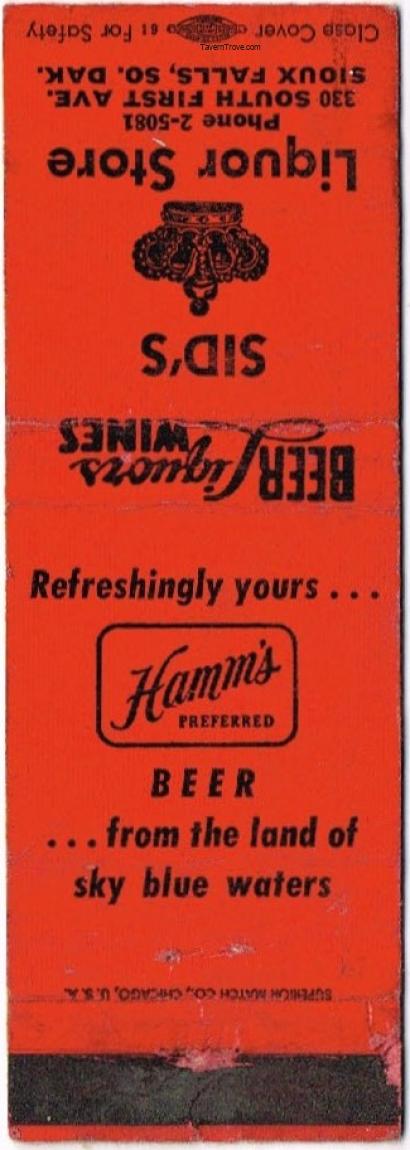 Close Cover 61 For Safety
TavernTrove.com
SID'S
Liquor Store
Phone 2-5081
330 SOUTH FIRST AVE.
SIOUX FALLS, SO. DAK.
BEER Liquors
WINES
Refreshingly yours . . .
Hamm's
PREFERRED
BEER
. . . from the land of
sky blue waters
SUPERIOR MATCH CO., CHICAGO, U. S. A.